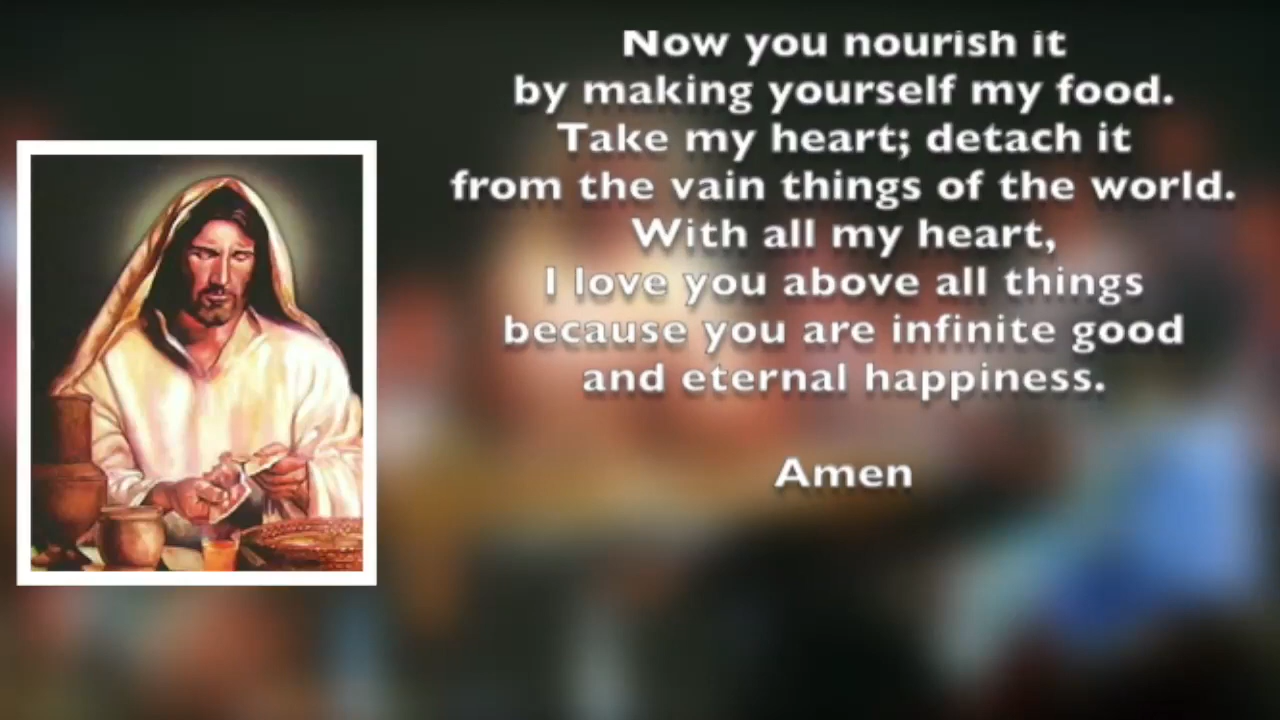 Now you nourish it
by making yourself my food.
Take my heart; detach it
from the vain things of the world.
With all my heart,
I love you above all things
because you are infinite good
and eternal happiness.
Amen